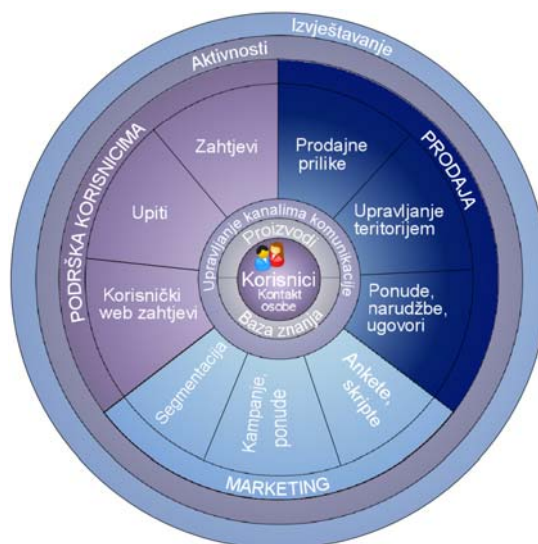 Izvještavanje
Aktivnosti
PODRŠKA KORISNICIMA
Zahtjevi
Upiti
Korisnički
web zahtjevi
PRODAJA
Prodajne
prilike
Upravljanje
teritorijem
Ponude,
narudžbe,
ugovori
Upravljanje kanalima komunikacije
Proizvodi
Korisnici
Kontakt
osobe
Baza znanja
Segmentacija
Kampanje,
ponude
Ankete,
skripte
MARKETING